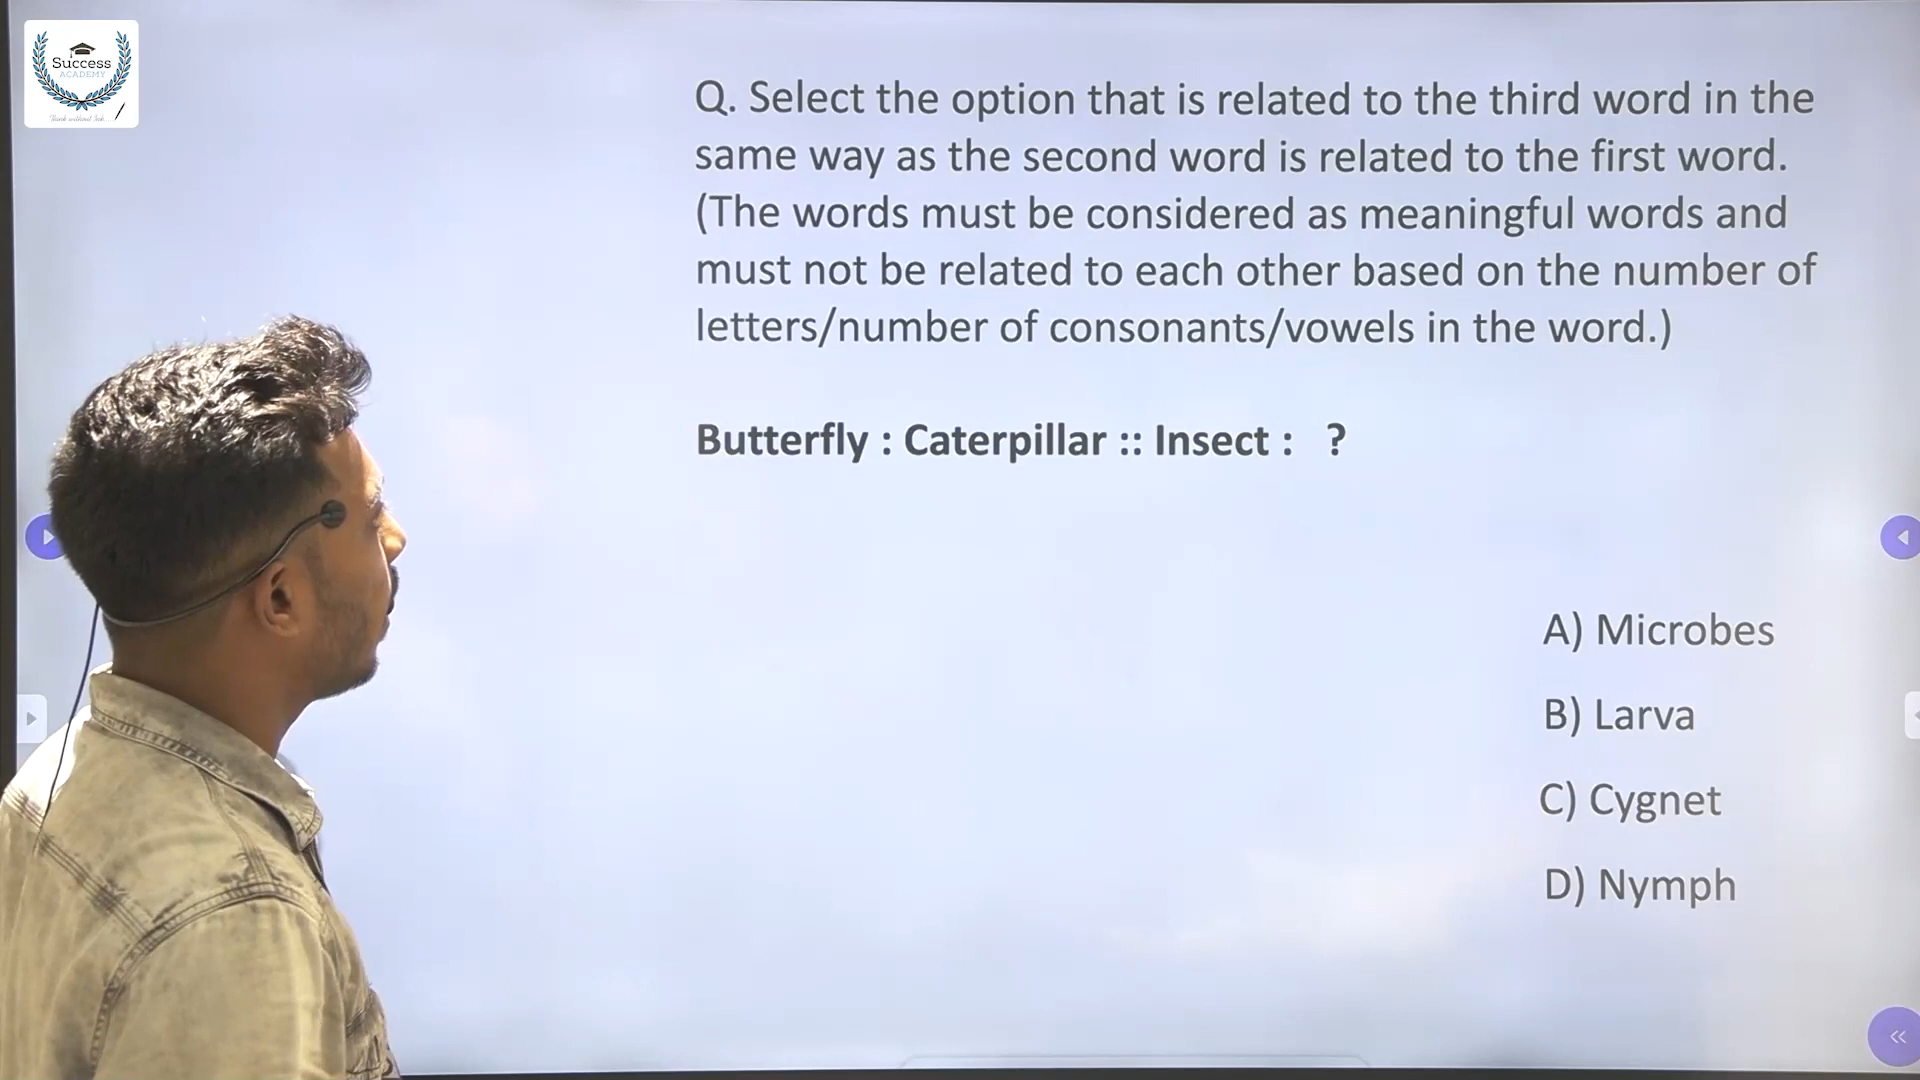 Success
ACADEMY
Think without Ink...
Q. Select the option that is related to the third word in the
same way as the second word is related to the first word.
(The words must be considered as meaningful words and
must not be related to each other based on the number of
letters/number of consonants/vowels in the word.)
Butterfly : Caterpillar :: Insect : ?
A) Microbes
B) Larva
C) Cygnet
D) Nymph